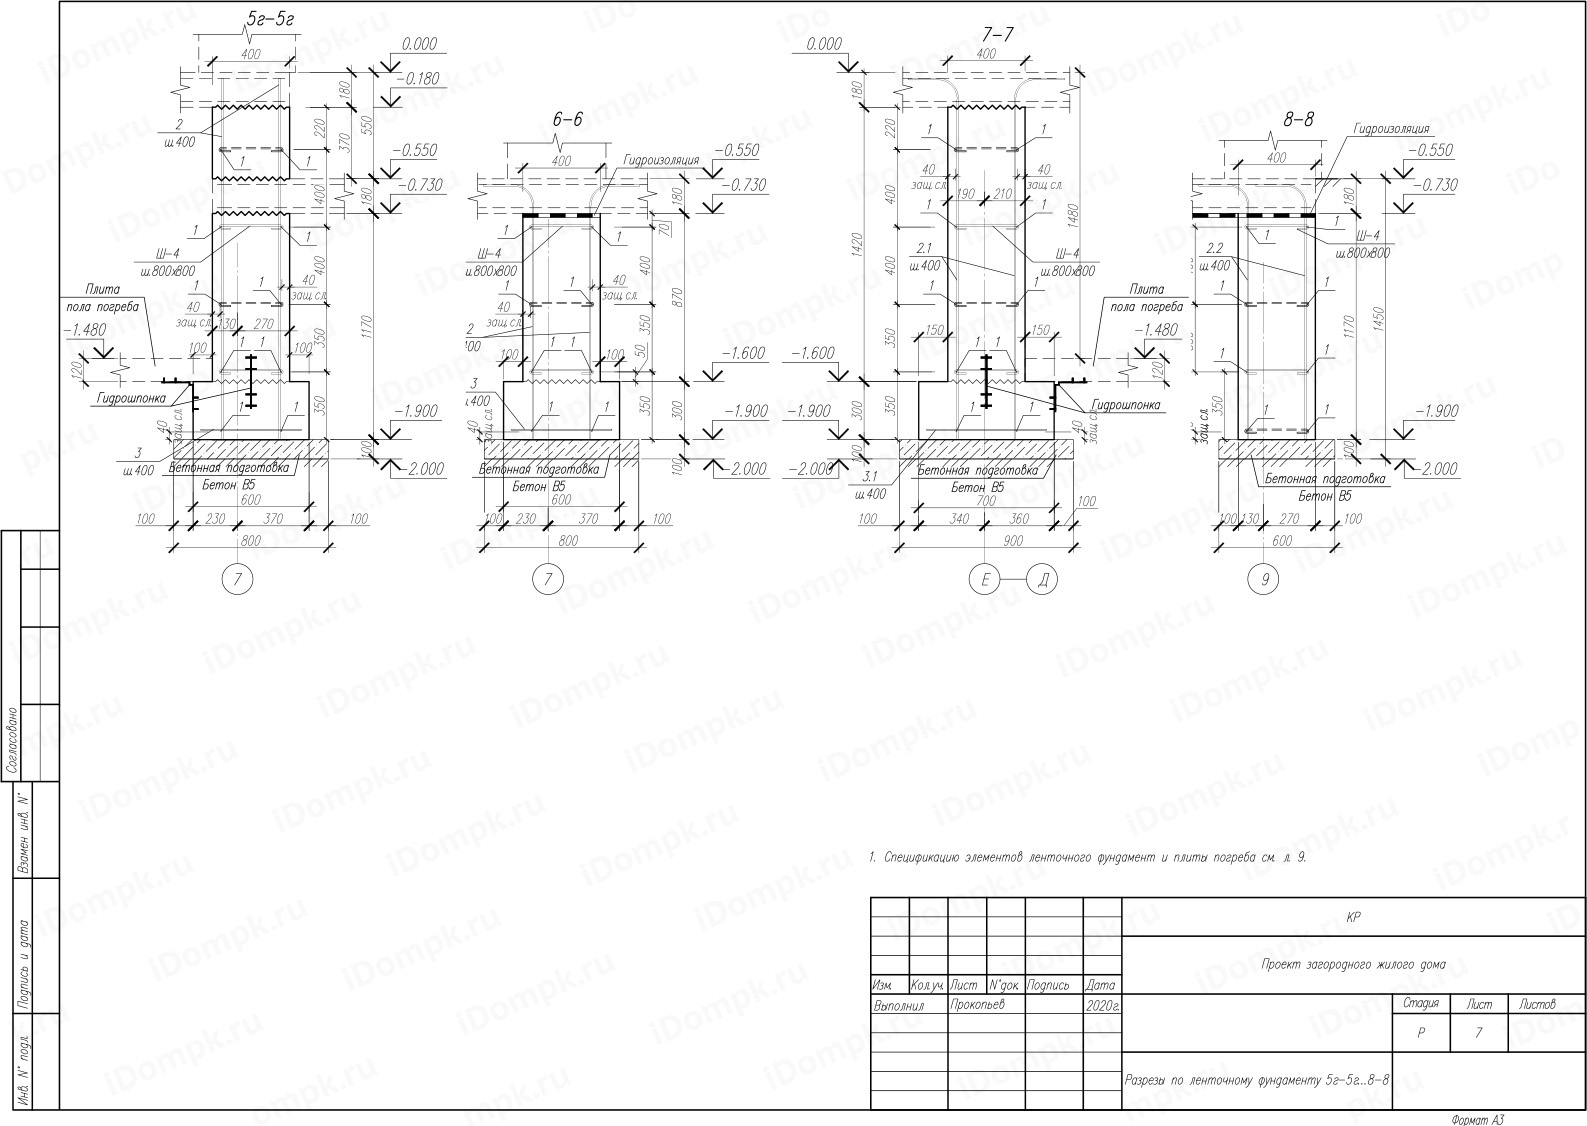 5г-5г
400
0.000
-0.180
180
550
370
220
2
ш.400
1
1
-0.550
-0.730
180
400
1
1
Ш-4
ш.800х800
400
1
1
40
защ.сл.
40
защ.сл.
130
270
1170
350
Плита
пола погреба
-1.480
120
100
1
1
100
Гидрошпонка
350
1
1
40
защ.сл.
-1.900
100
-2.000
3
ш.400
Бетонная подготовка
Бетон В5
600
100
230
370
100
800
7
6-6
400
Гидроизоляция
-0.550
-0.730
180
70
1
1
Ш-4
ш.800х800
400
870
1
1
40
защ.сл.
40
защ.сл.
2
350
100
1
1
100
50
-1.600
3
350
300
1
1
40
защ.сл.
-1.900
100
-2.000
Бетонная подготовка
Бетон В5
600
100
230
370
100
800
7
7-7
0.000
400
180
220
1
1
40
защ.сл.
40
защ.сл.
190
210
400
1
1
1480
1420
2.1
ш.400
Ш-4
ш.800х800
400
1
1
Плита
пола погреба
150
150
-1.480
350
1
1
-1.600
120
Гидрошпонка
300
350
1
1
40
защ.сл.
-1.900
100
-2.000
3.1
ш.400
Бетонная подготовка
Бетон В5
700
100
340
360
100
900
Е
Д
8-8
Гидроизоляция
400
-0.550
-0.730
180
1
1
Ш-4
ш.800х800
2.2
ш.400
1
1
1170
1450
1
1
350
1
1
защ.сл.
-1.900
100
-2.000
Бетонная подготовка
Бетон В5
100
130
270
100
600
9
1. Спецификацию элементов ленточного фундамент и плиты погреба см. л. 9.
КР
Проект загородного жилого дома
Изм.
Кол.уч.
Лист
N°док.
Подпись
Дата
Выполнил
Прокопьев
2020г.
Стадия
Лист
Листов
Р
7
Разрезы по ленточному фундаменту 5г-5г...8-8
Формат А3
Согласовано
Взамен инв. N°
Подпись и дата
Инв. N° подл.
iDompk.ru